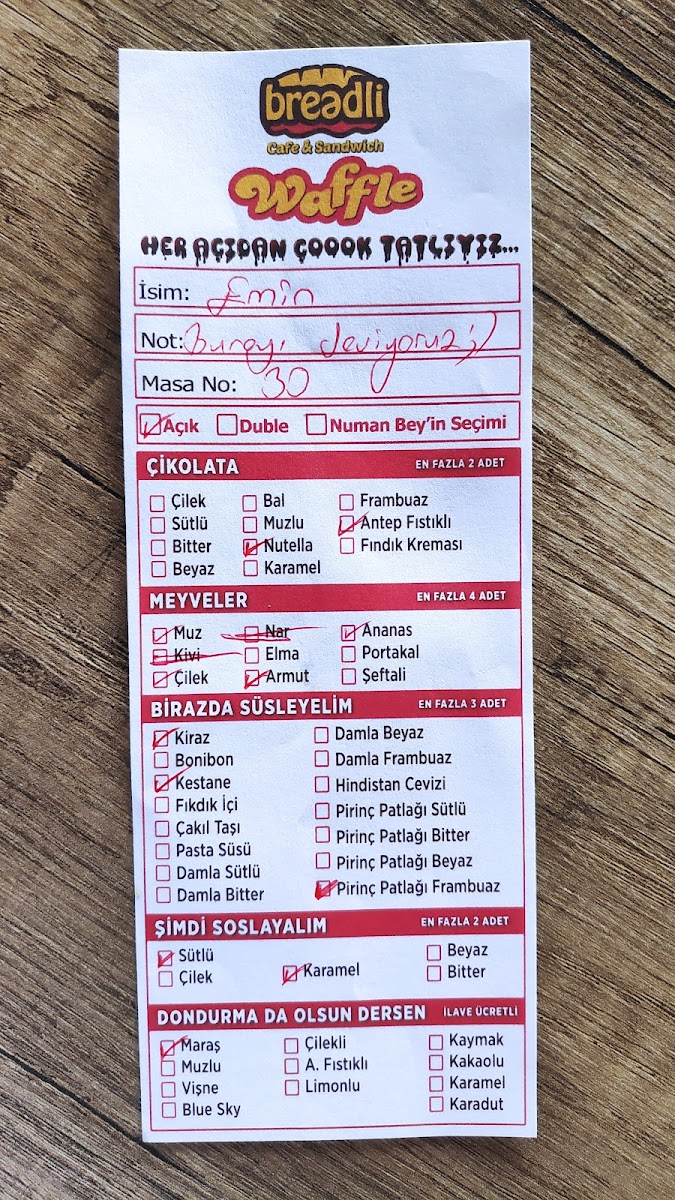 breadli
Cafe & Sandwich
Waffle
HER AÇIDAN ÇOOOK TATLIYIZ...
İsim: Emin
Not: burayı seviyoruz ;)
Masa No: 30
Açık Duble Numan Bey'in Seçimi
ÇİKOLATA EN FAZLA 2 ADET
Çilek Bal Frambuaz
Sütlü Muzlu Antep Fıstıklı
Bitter Nutella Fındık Kreması
Beyaz Karamel
MEYVELER EN FAZLA 4 ADET
Muz Nar Ananas
Kivi Elma Portakal
Çilek Armut Şeftali
BİRAZDA SÜSLEYELİM EN FAZLA 3 ADET
Kiraz Damla Beyaz
Bonibon Damla Frambuaz
Kestane Hindistan Cevizi
Fıkdık İçi Pirinç Patlağı Sütlü
Çakıl Taşı Pirinç Patlağı Bitter
Pasta Süsü Pirinç Patlağı Beyaz
Damla Sütlü Pirinç Patlağı Frambuaz
Damla Bitter
ŞİMDİ SOSLAYALIM EN FAZLA 2 ADET
Sütlü Karamel Beyaz
Çilek Bitter
DONDURMA DA OLSUN DERSEN İLAVE ÜCRETLİ
Maraş Çilekli Kaymak
Muzlu A. Fıstıklı Kakaolu
Vişne Limonlu Karamel
Blue Sky Karadut